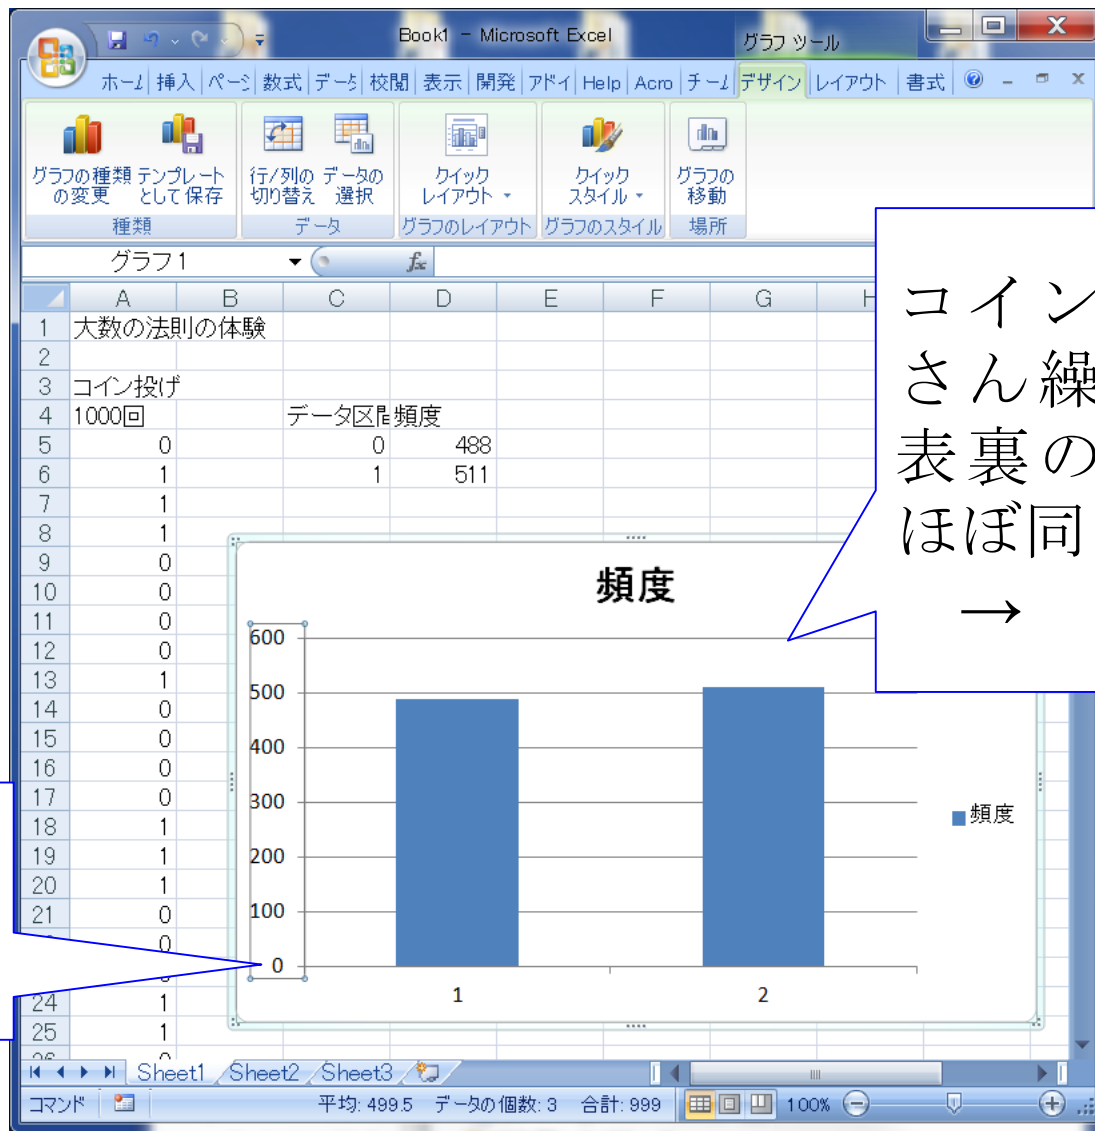 Book1 - Microsoft Excel
グラフ ツール
ホーム 挿入 ページ 数式 データ 校閲 表示 開発 アドイ Help Acro チーム デザイン レイアウト 書式
グラフの種類の変更 テンプレートとして保存 行/列の切り替え データの選択 クイックレイアウト クイックスタイル グラフの移動
種類 データ グラフのレイアウト グラフのスタイル 場所
グラフ 1
fx
A B C D E F G H
1 大数の法則の体験
2
3 コイン投げ
4 1000回 データ区間 頻度
5 0 0 488
6 1 1 511
7 1
8 1
9 0
10 0
11 0
12 0
13 1
14 0
15 0
16 0
17 0
18 1
19 1
20 1
21 0
0
24 1
25 1
頻度
600
500
400
300
200
100
0
1 2
頻度
コイン
さん繰
表裏の
ほぼ同
→
Sheet1 Sheet2 Sheet3
コマンド 平均: 499.5 データの個数: 3 合計: 999 100%